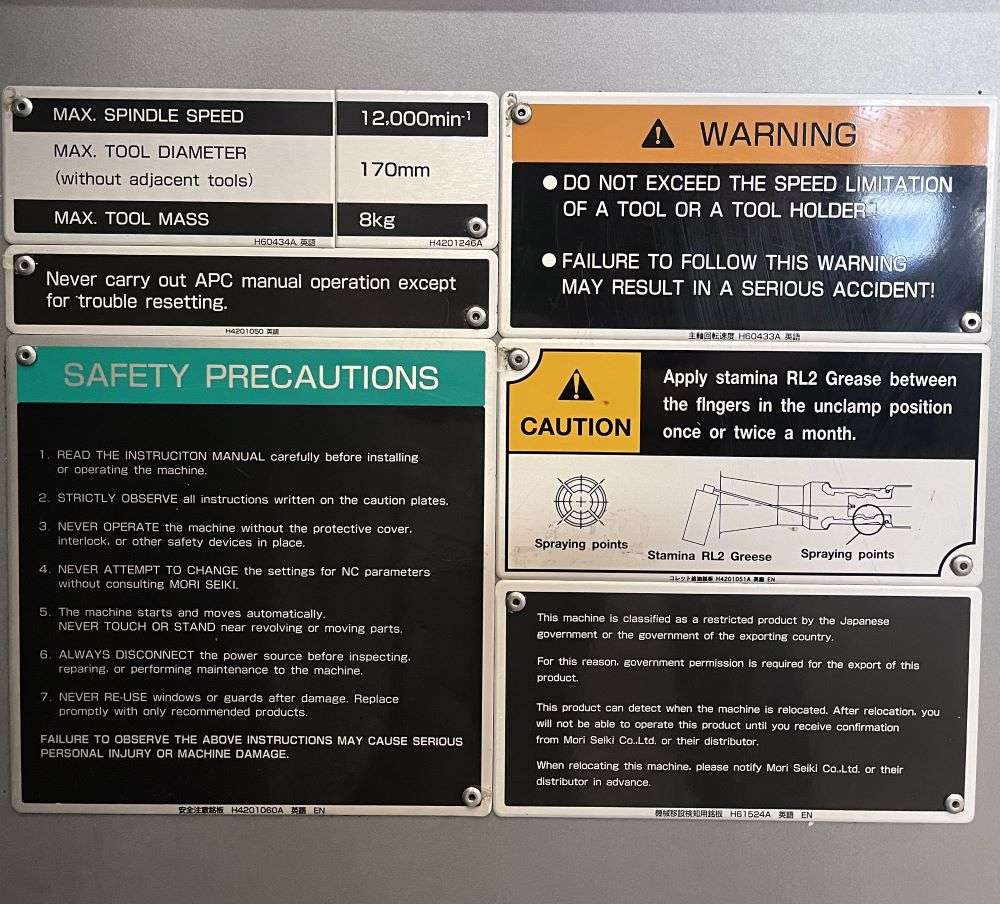 MAX. SPINDLE SPEED 12,000min-1
MAX. TOOL DIAMETER
(without adjacent tools) 170mm
MAX. TOOL MASS 8kg
H60434A 英語 H4201246A
Never carry out APC manual operation except
for trouble resetting.
H4201050 英語
SAFETY PRECAUTIONS
1. READ THE INSTRUCITON MANUAL carefully before installing
or operating the machine.
2. STRICTLY OBSERVE all instructions written on the caution plates.
3. NEVER OPERATE the machine without the protective cover,
interlock, or other safety devices in place.
4. NEVER ATTEMPT TO CHANGE the settings for NC parameters
without consulting MORI SEIKI.
5. The machine starts and moves automatically.
NEVER TOUCH OR STAND near revolving or moving parts.
6. ALWAYS DISCONNECT the power source before inspecting,
reparing, or performing maintenance to the machine.
7. NEVER RE-USE windows or guards after damage. Replace
promptly with only recommended products.
FAILURE TO OBSERVE THE ABOVE INSTRUCTIONS MAY CAUSE SERIOUS
PERSONAL INJURY OR MACHINE DAMAGE.
安全注意銘板 H4201060A 英語 EN
WARNING
● DO NOT EXCEED THE SPEED LIMITATION
OF A TOOL OR A TOOL HOLDER!
● FAILURE TO FOLLOW THIS WARNING
MAY RESULT IN A SERIOUS ACCIDENT!
主軸回転速度 H60433A 英語
CAUTION
Apply stamina RL2 Grease between
the fIngers in the unclamp position
once or twice a month.
Spraying points
Stamina RL2 Greese
Spraying points
コレット給油銘板 H4201051A 英語 EN
This machine is classified as a restricted product by the Japanese
government or the government of the exporting country.
For this reason, government permission is required for the export of this
product.
This product can detect when the machine is relocated. After relocation, you
will not be able to operate this product until you receive confirmation
from Mori Seiki Co.,Ltd. or their distributor.
When relocating this machine, please notify Mori Seiki Co.,Ltd. or their
distributor in advance.
機械移設検知用銘板 H61524A 英語 EN